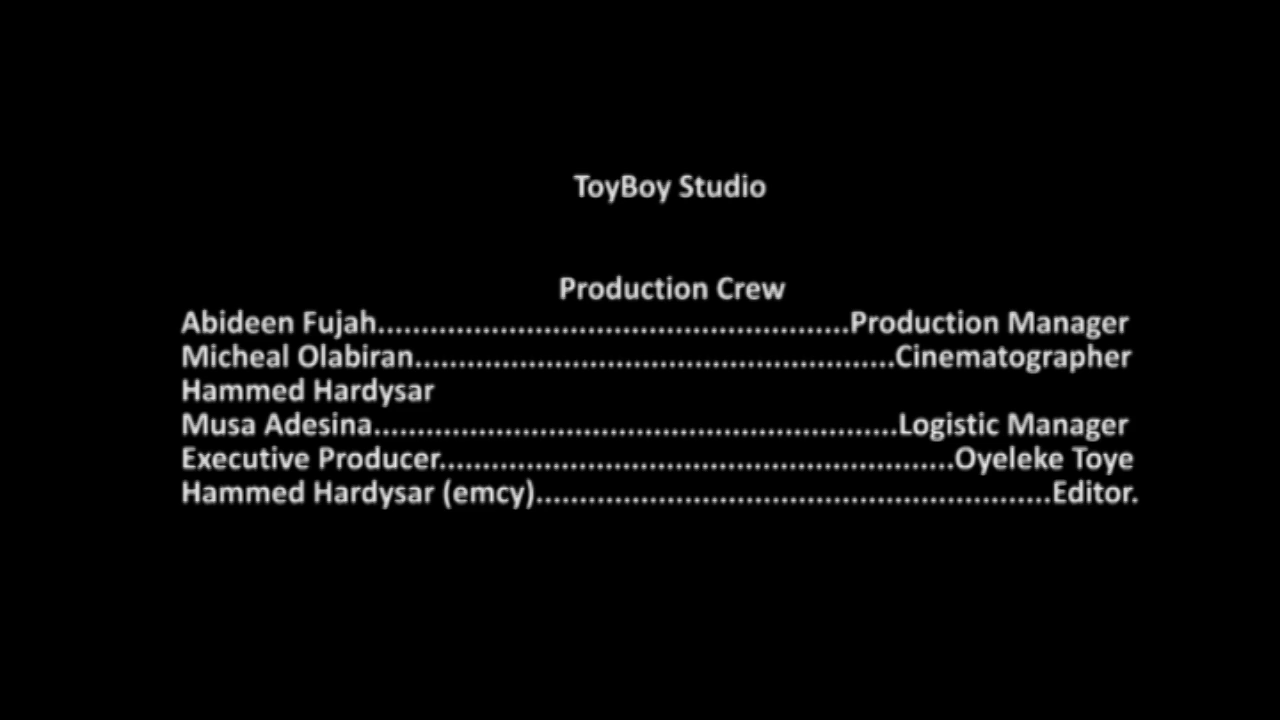 ToyBoy Studio
Production Crew
Abideen Fujah......................................................Production Manager
Micheal Olabiran.......................................................Cinematographer
Hammed Hardysar
Musa Adesina............................................................Logistic Manager
Executive Producer...........................................................Oyeleke Toye
Hammed Hardysar (emcy)...........................................................Editor.